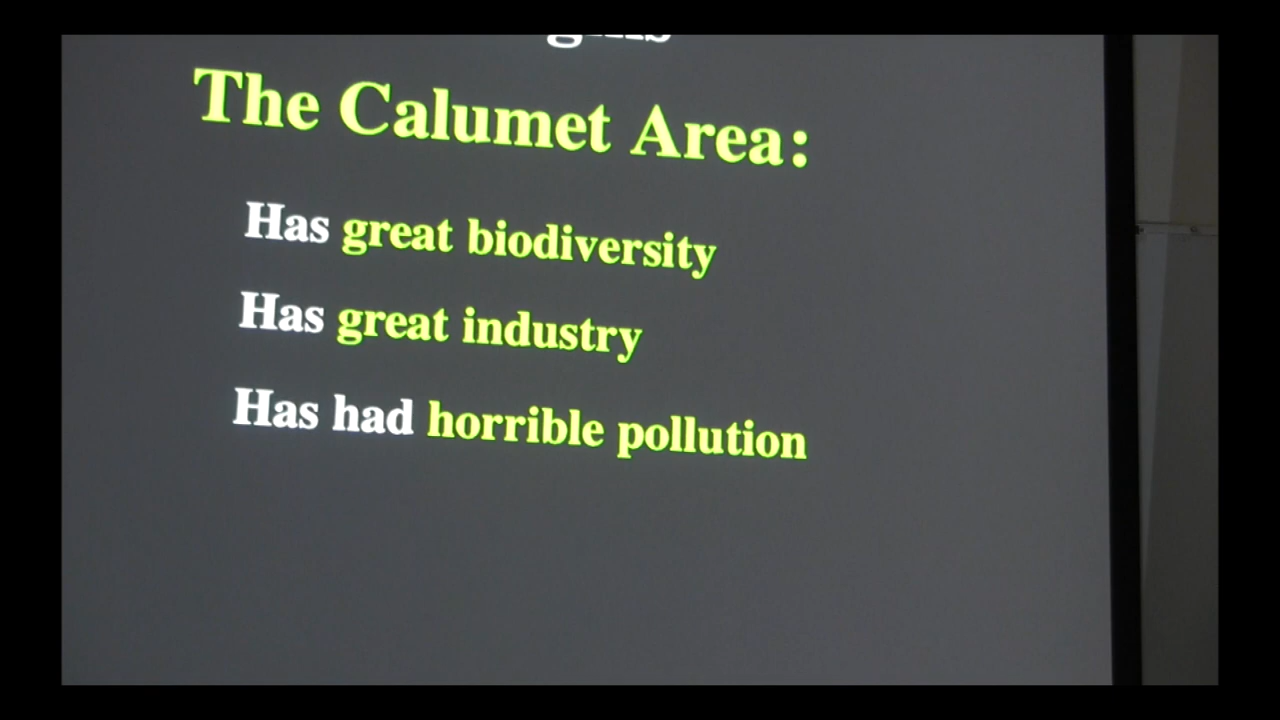 The Calumet Area:
Has great biodiversity
Has great industry
Has had horrible pollution